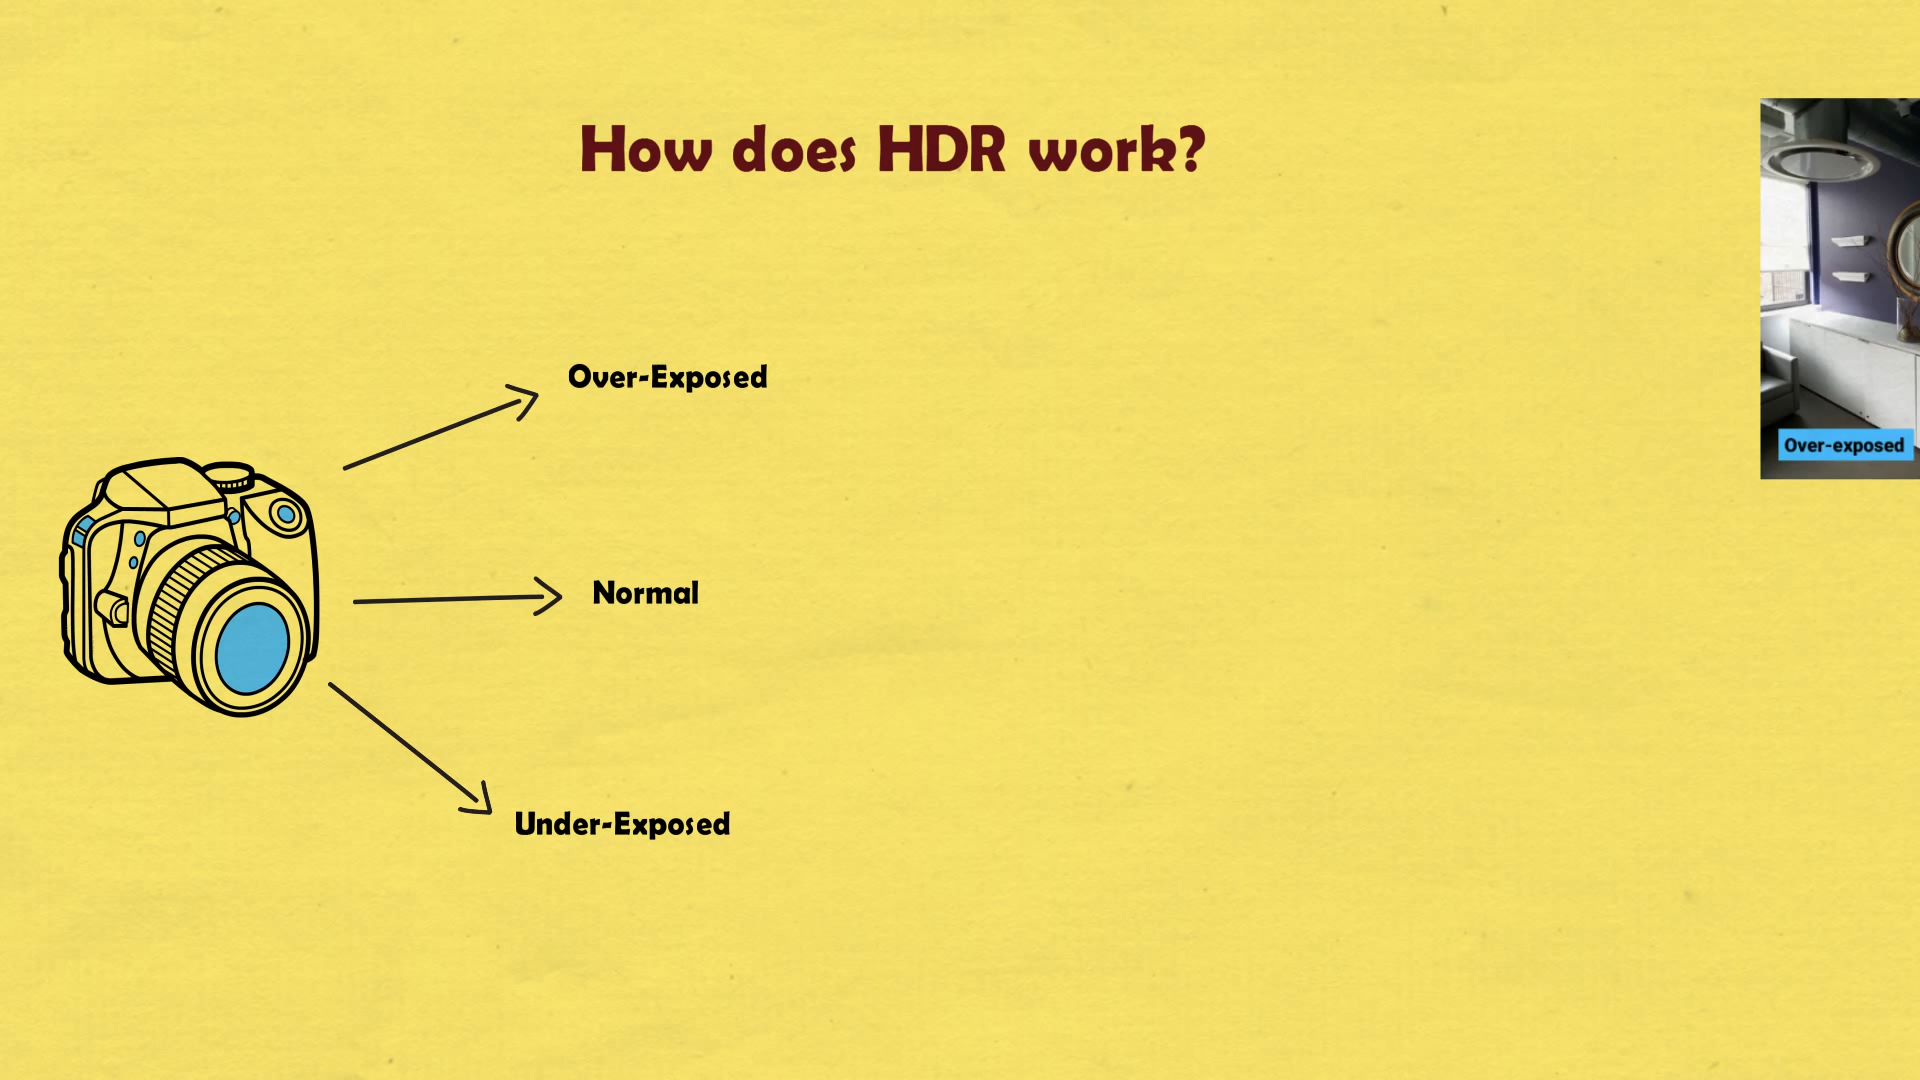 How does HDR work?
Over-Exposed
Normal
Under-Exposed
Over-exposed